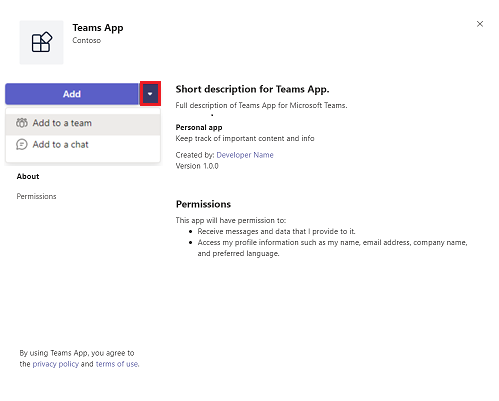 Teams App
Contoso
Add
Add to a team
Add to a chat
About
Permissions
Short description for Teams App.
Full description of Teams App for Microsoft Teams.
Personal app
Keep track of important content and info
Created by: Developer Name
Version 1.0.0
Permissions
This app will have permission to:
• Receive messages and data that I provide to it.
• Access my profile information such as my name, email address, company name,
and preferred language.
By using Teams App, you agree to
the privacy policy and terms of use.